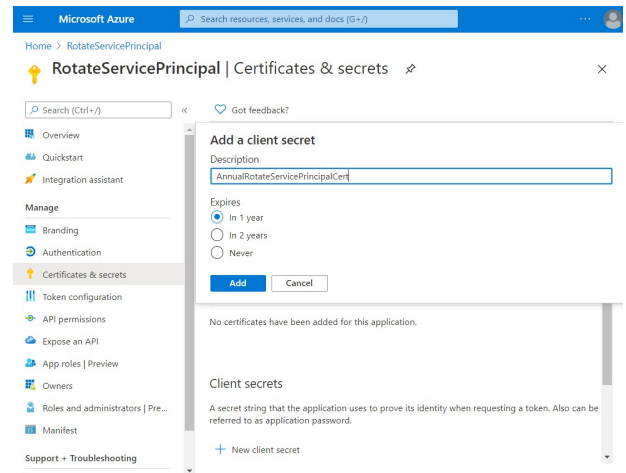 Microsoft Azure
Search resources, services, and docs (G+/)
...
Home > RotateServicePrincipal
RotateServicePrincipal | Certificates & secrets
Search (Ctrl+/)
«
Got feedback?
Overview
Quickstart
Integration assistant
Manage
Branding
Authentication
Certificates & secrets
Token configuration
API permissions
Expose an API
App roles | Preview
Owners
Roles and administrators | Pre...
Manifest
Support + Troubleshooting
Add a client secret
Description
AnnualRotateServicePrincipalCert
Expires
In 1 year
In 2 years
Never
Add Cancel
No certificates have been added for this application.
Client secrets
A secret string that the application uses to prove its identity when requesting a token. Also can be
referred to as application password.
New client secret